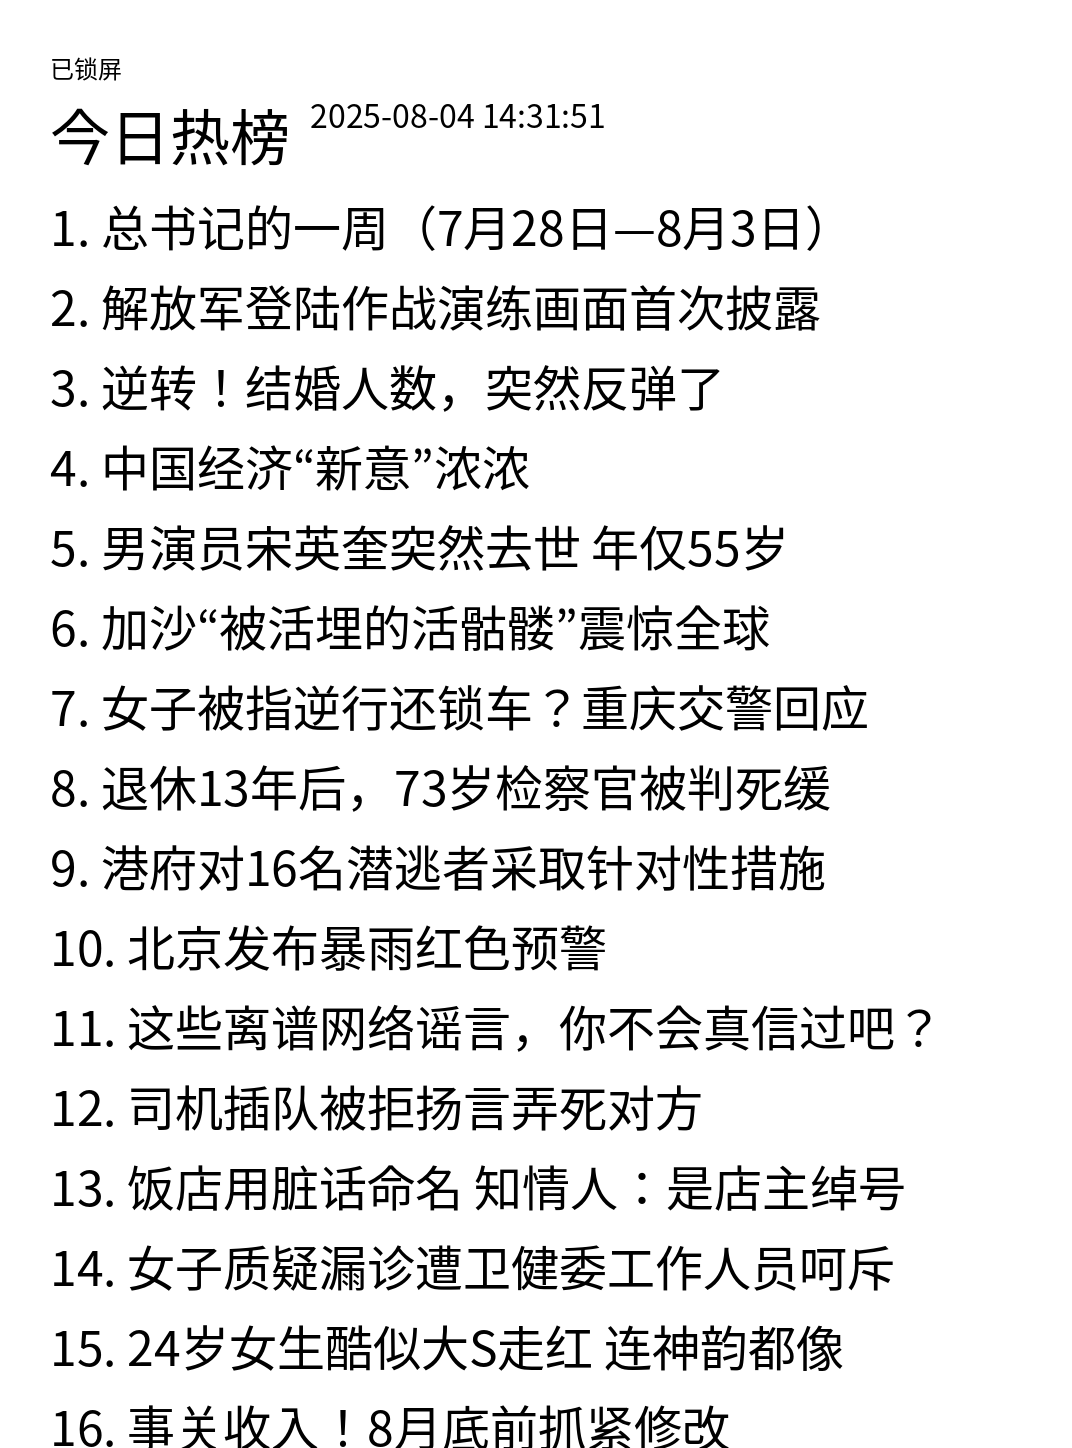 已锁屏
今日热榜 2025-08-04 14:31:51
1. 总书记的一周（7月28日—8月3日）
2. 解放军登陆作战演练画面首次披露
3. 逆转！结婚人数，突然反弹了
4. 中国经济“新意”浓浓
5. 男演员宋英奎突然去世 年仅55岁
6. 加沙“被活埋的活骷髅”震惊全球
7. 女子被指逆行还锁车？重庆交警回应
8. 退休13年后，73岁检察官被判死缓
9. 港府对16名潜逃者采取针对性措施
10. 北京发布暴雨红色预警
11. 这些离谱网络谣言，你不会真信过吧？
12. 司机插队被拒扬言弄死对方
13. 饭店用脏话命名 知情人：是店主绰号
14. 女子质疑漏诊遭卫健委工作人员呵斥
15. 24岁女生酷似大S走红 连神韵都像
16. 事关收入！8月底前抓紧修改